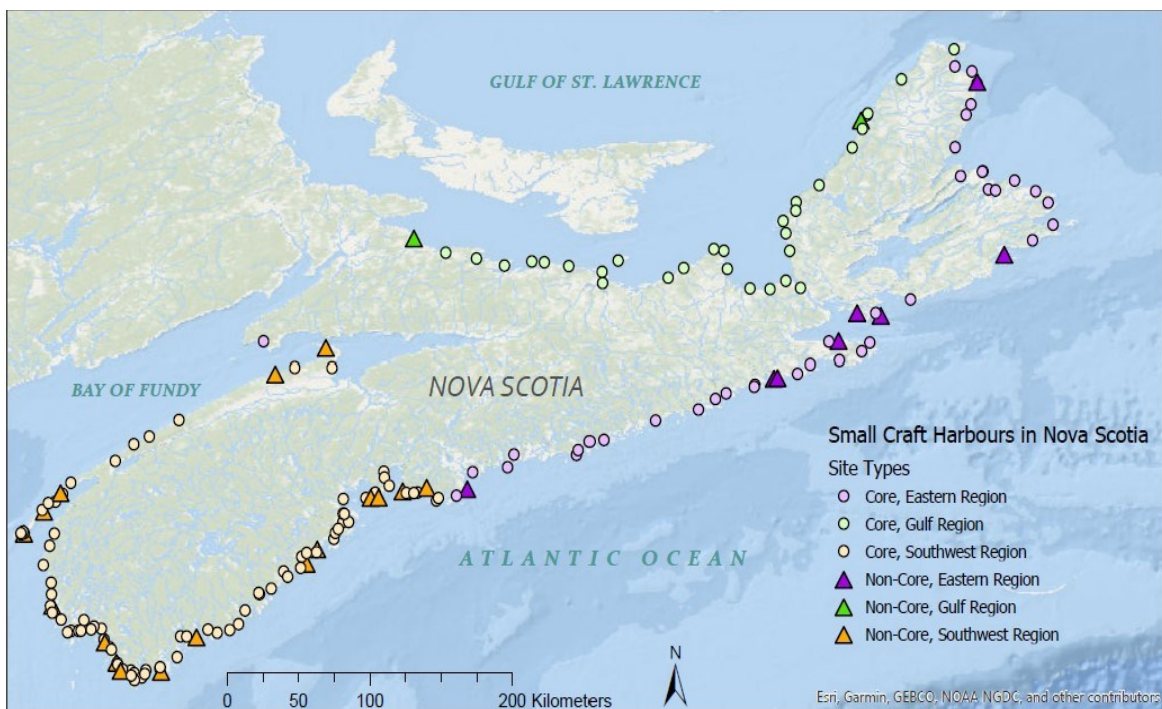 GULF OF ST. LAWRENCE
BAY OF FUNDY
NOVA SCOTIA
ATLANTIC OCEAN
Small Craft Harbours in Nova Scotia
Site Types
Core, Eastern Region
Core, Gulf Region
Core, Southwest Region
Non-Core, Eastern Region
Non-Core, Gulf Region
Non-Core, Southwest Region
0 50 100 200 Kilometers
N
Esri, Garmin, GEBCO, NOAA NGDC, and other contributors